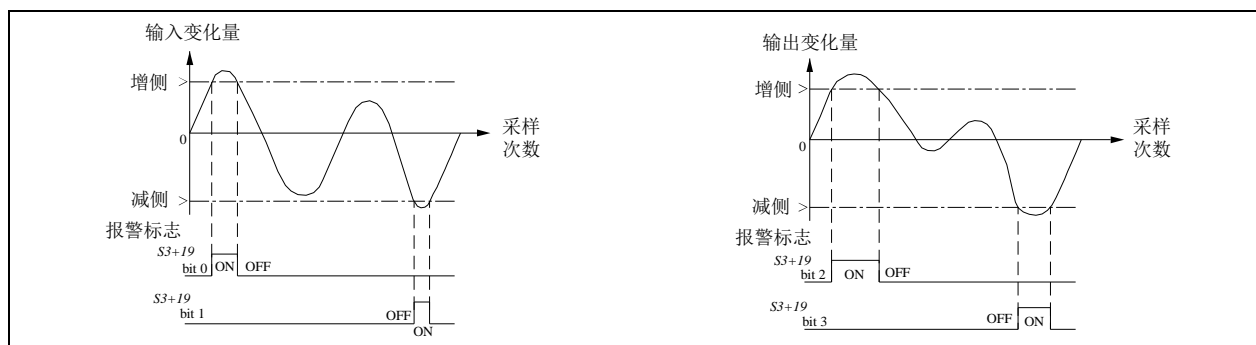 输入变化量
增侧 >
0
采样
次数
减侧 >
报警标志
S3+19
bit 0
ON
OFF
S3+19
bit 1
OFF
ON
输出变化量
增侧 >
0
采样
次数
减侧 >
报警标志
S3+19
bit 2
ON
OFF
S3+19
bit 3
OFF
ON